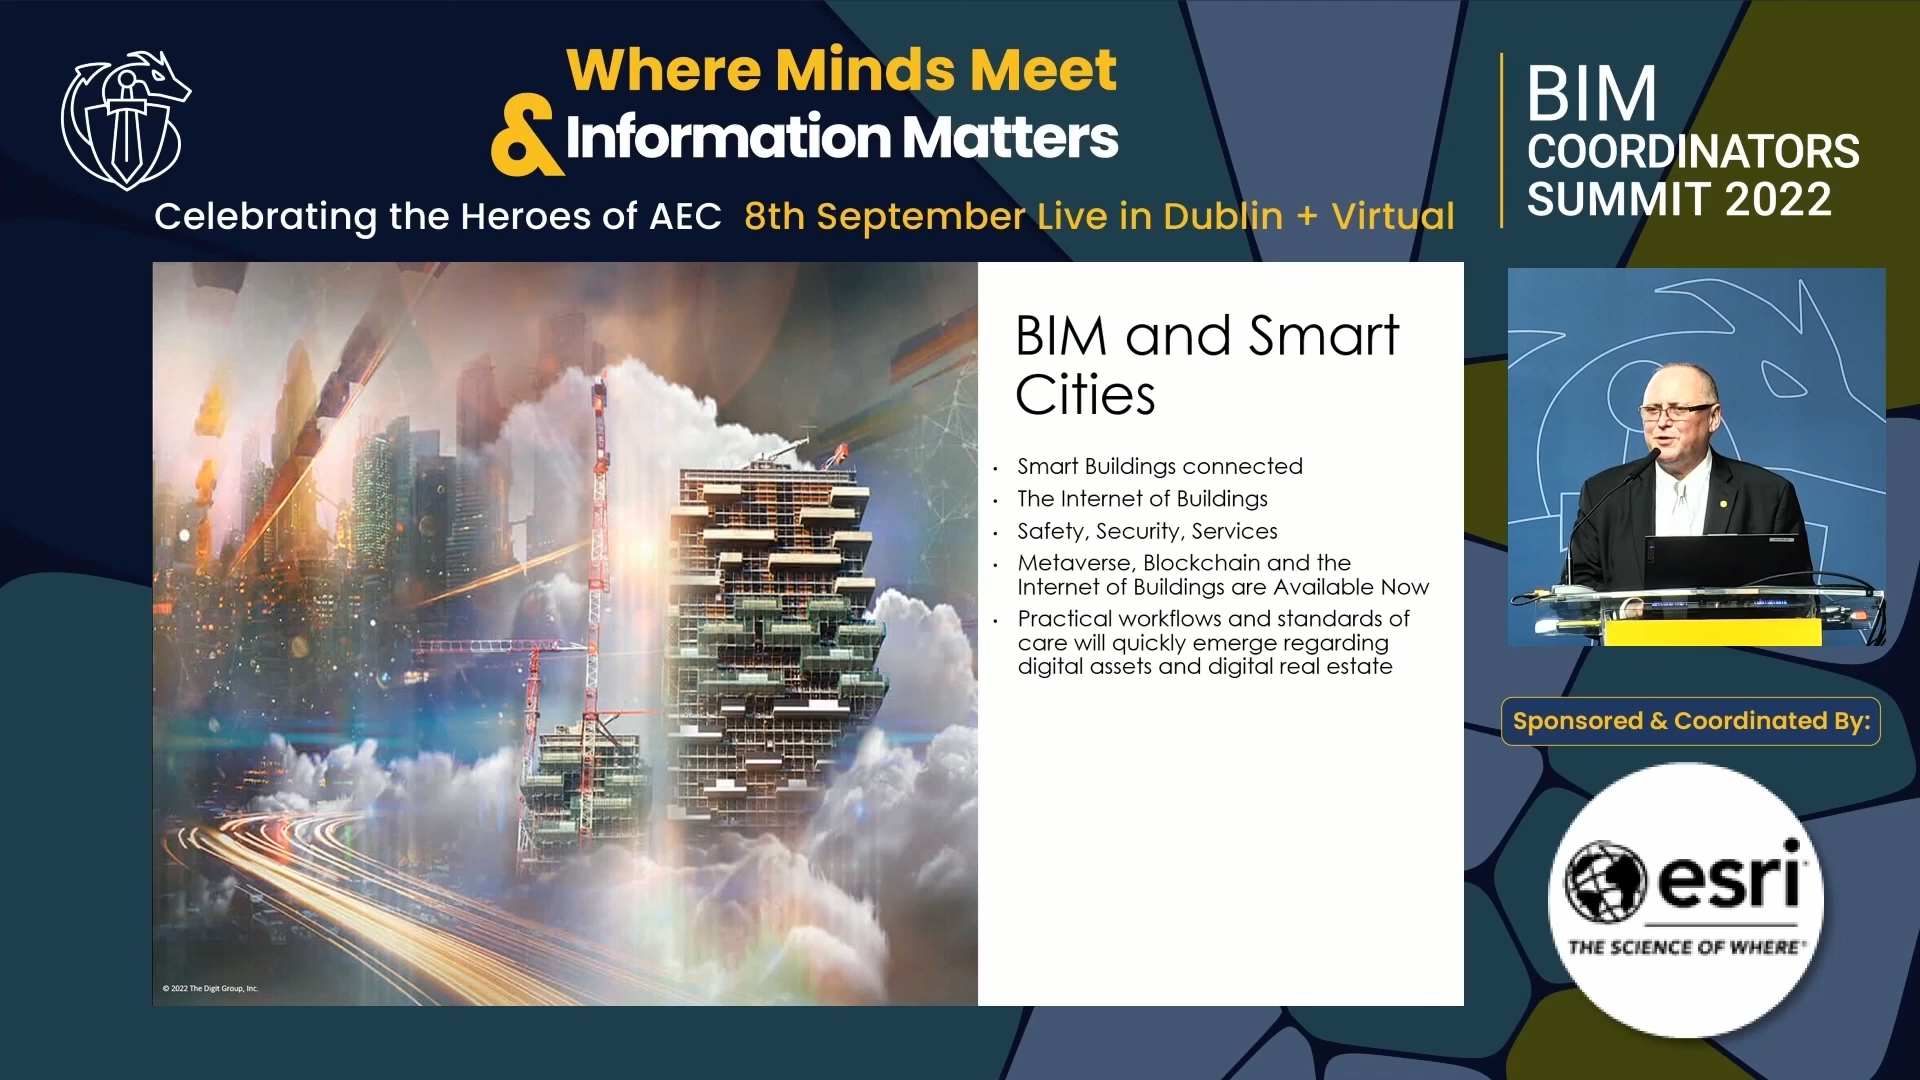 Where Minds Meet
& Information Matters
Celebrating the Heroes of AEC 8th September Live in Dublin + Virtual
BIM
COORDINATORS
SUMMIT 2022
BIM and Smart
Cities
• Smart Buildings connected
• The Internet of Buildings
• Safety, Security, Services
• Metaverse, Blockchain and the
Internet of Buildings are Available Now
• Practical workflows and standards of
care will quickly emerge regarding
digital assets and digital real estate
© 2022 The Digit Group, Inc.
Sponsored & Coordinated By:
esri
THE SCIENCE OF WHERE®